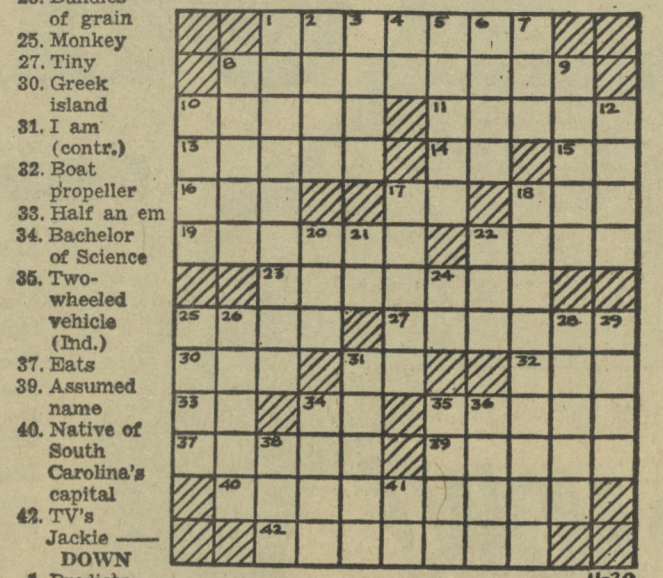 of grain
25. Monkey
27. Tiny
30. Greek
island
31. I am
(contr.)
32. Boat
propeller
33. Half an em
34. Bachelor
of Science
35. Two-
wheeled
vehicle
(Ind.)
37. Eats
39. Assumed
name
40. Native of
South
Carolina's
capital
42. TV's
Jackie ——
DOWN
1 2 3 4 5 6 7
8 9
10 11 12
13 14 15
16 17 18
19 20 21 22
23 24
25 26 27 28 29
30 31 32
33 34 35 36
37 38 39
40 41
42